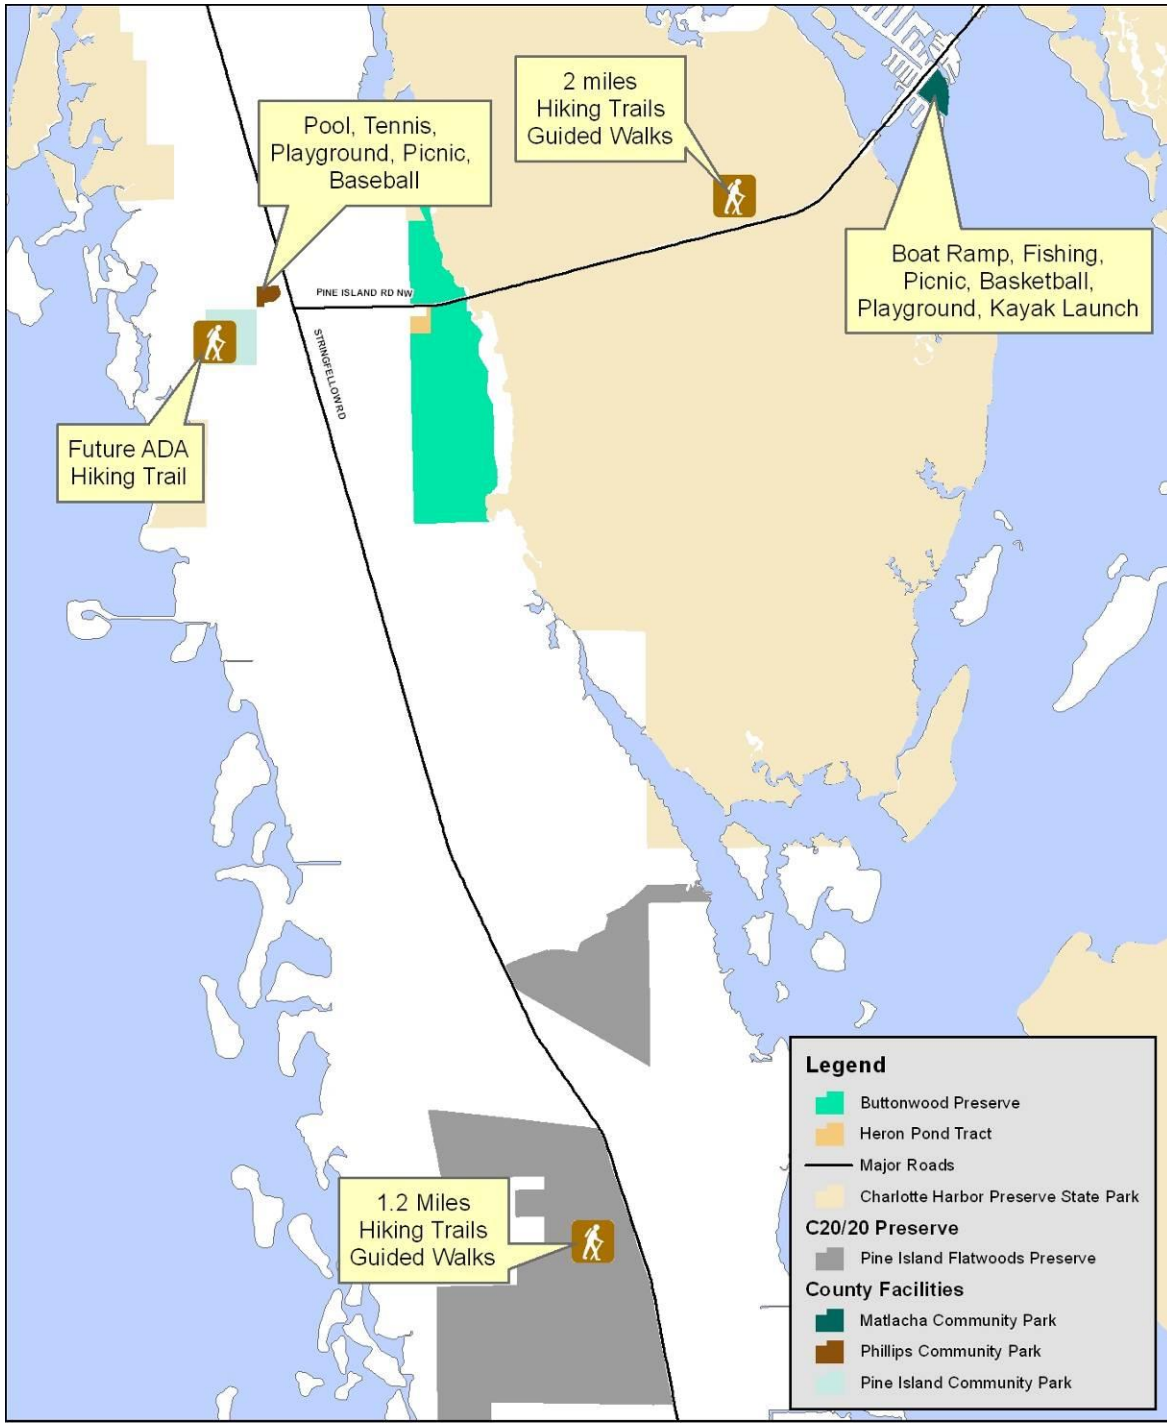 2 miles
Hiking Trails
Guided Walks
Pool, Tennis,
Playground, Picnic,
Baseball
Boat Ramp, Fishing,
Picnic, Basketball,
Playground, Kayak Launch
PINE ISLAND RD NW
STRINGFELLOW RD
Future ADA
Hiking Trail
1.2 Miles
Hiking Trails
Guided Walks
Legend
Buttonwood Preserve
Heron Pond Tract
Major Roads
Charlotte Harbor Preserve State Park
C20/20 Preserve
Pine Island Flatwoods Preserve
County Facilities
Matlacha Community Park
Phillips Community Park
Pine Island Community Park